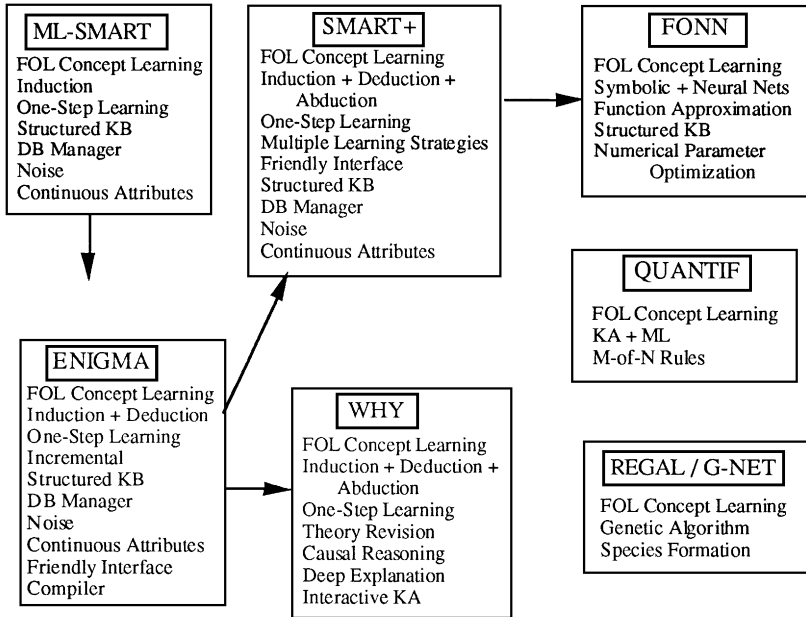 ML-SMART
FOL Concept Learning
Induction
One-Step Learning
Structured KB
DB Manager
Noise
Continuous Attributes
SMART+
FOL Concept Learning
Induction + Deduction +
Abduction
One-Step Learning
Multiple Learning Strategies
Friendly Interface
Structured KB
DB Manager
Noise
Continuous Attributes
FONN
FOL Concept Learning
Symbolic + Neural Nets
Function Approximation
Structured KB
Numerical Parameter
Optimization
QUANTIF
FOL Concept Learning
KA + ML
M-of-N Rules
ENIGMA
FOL Concept Learning
Induction + Deduction
One-Step Learning
Incremental
Structured KB
DB Manager
Noise
Continuous Attributes
Friendly Interface
Compiler
WHY
FOL Concept Learning
Induction + Deduction +
Abduction
One-Step Learning
Theory Revision
Causal Reasoning
Deep Explanation
Interactive KA
REGAL / G-NET
FOL Concept Learning
Genetic Algorithm
Species Formation